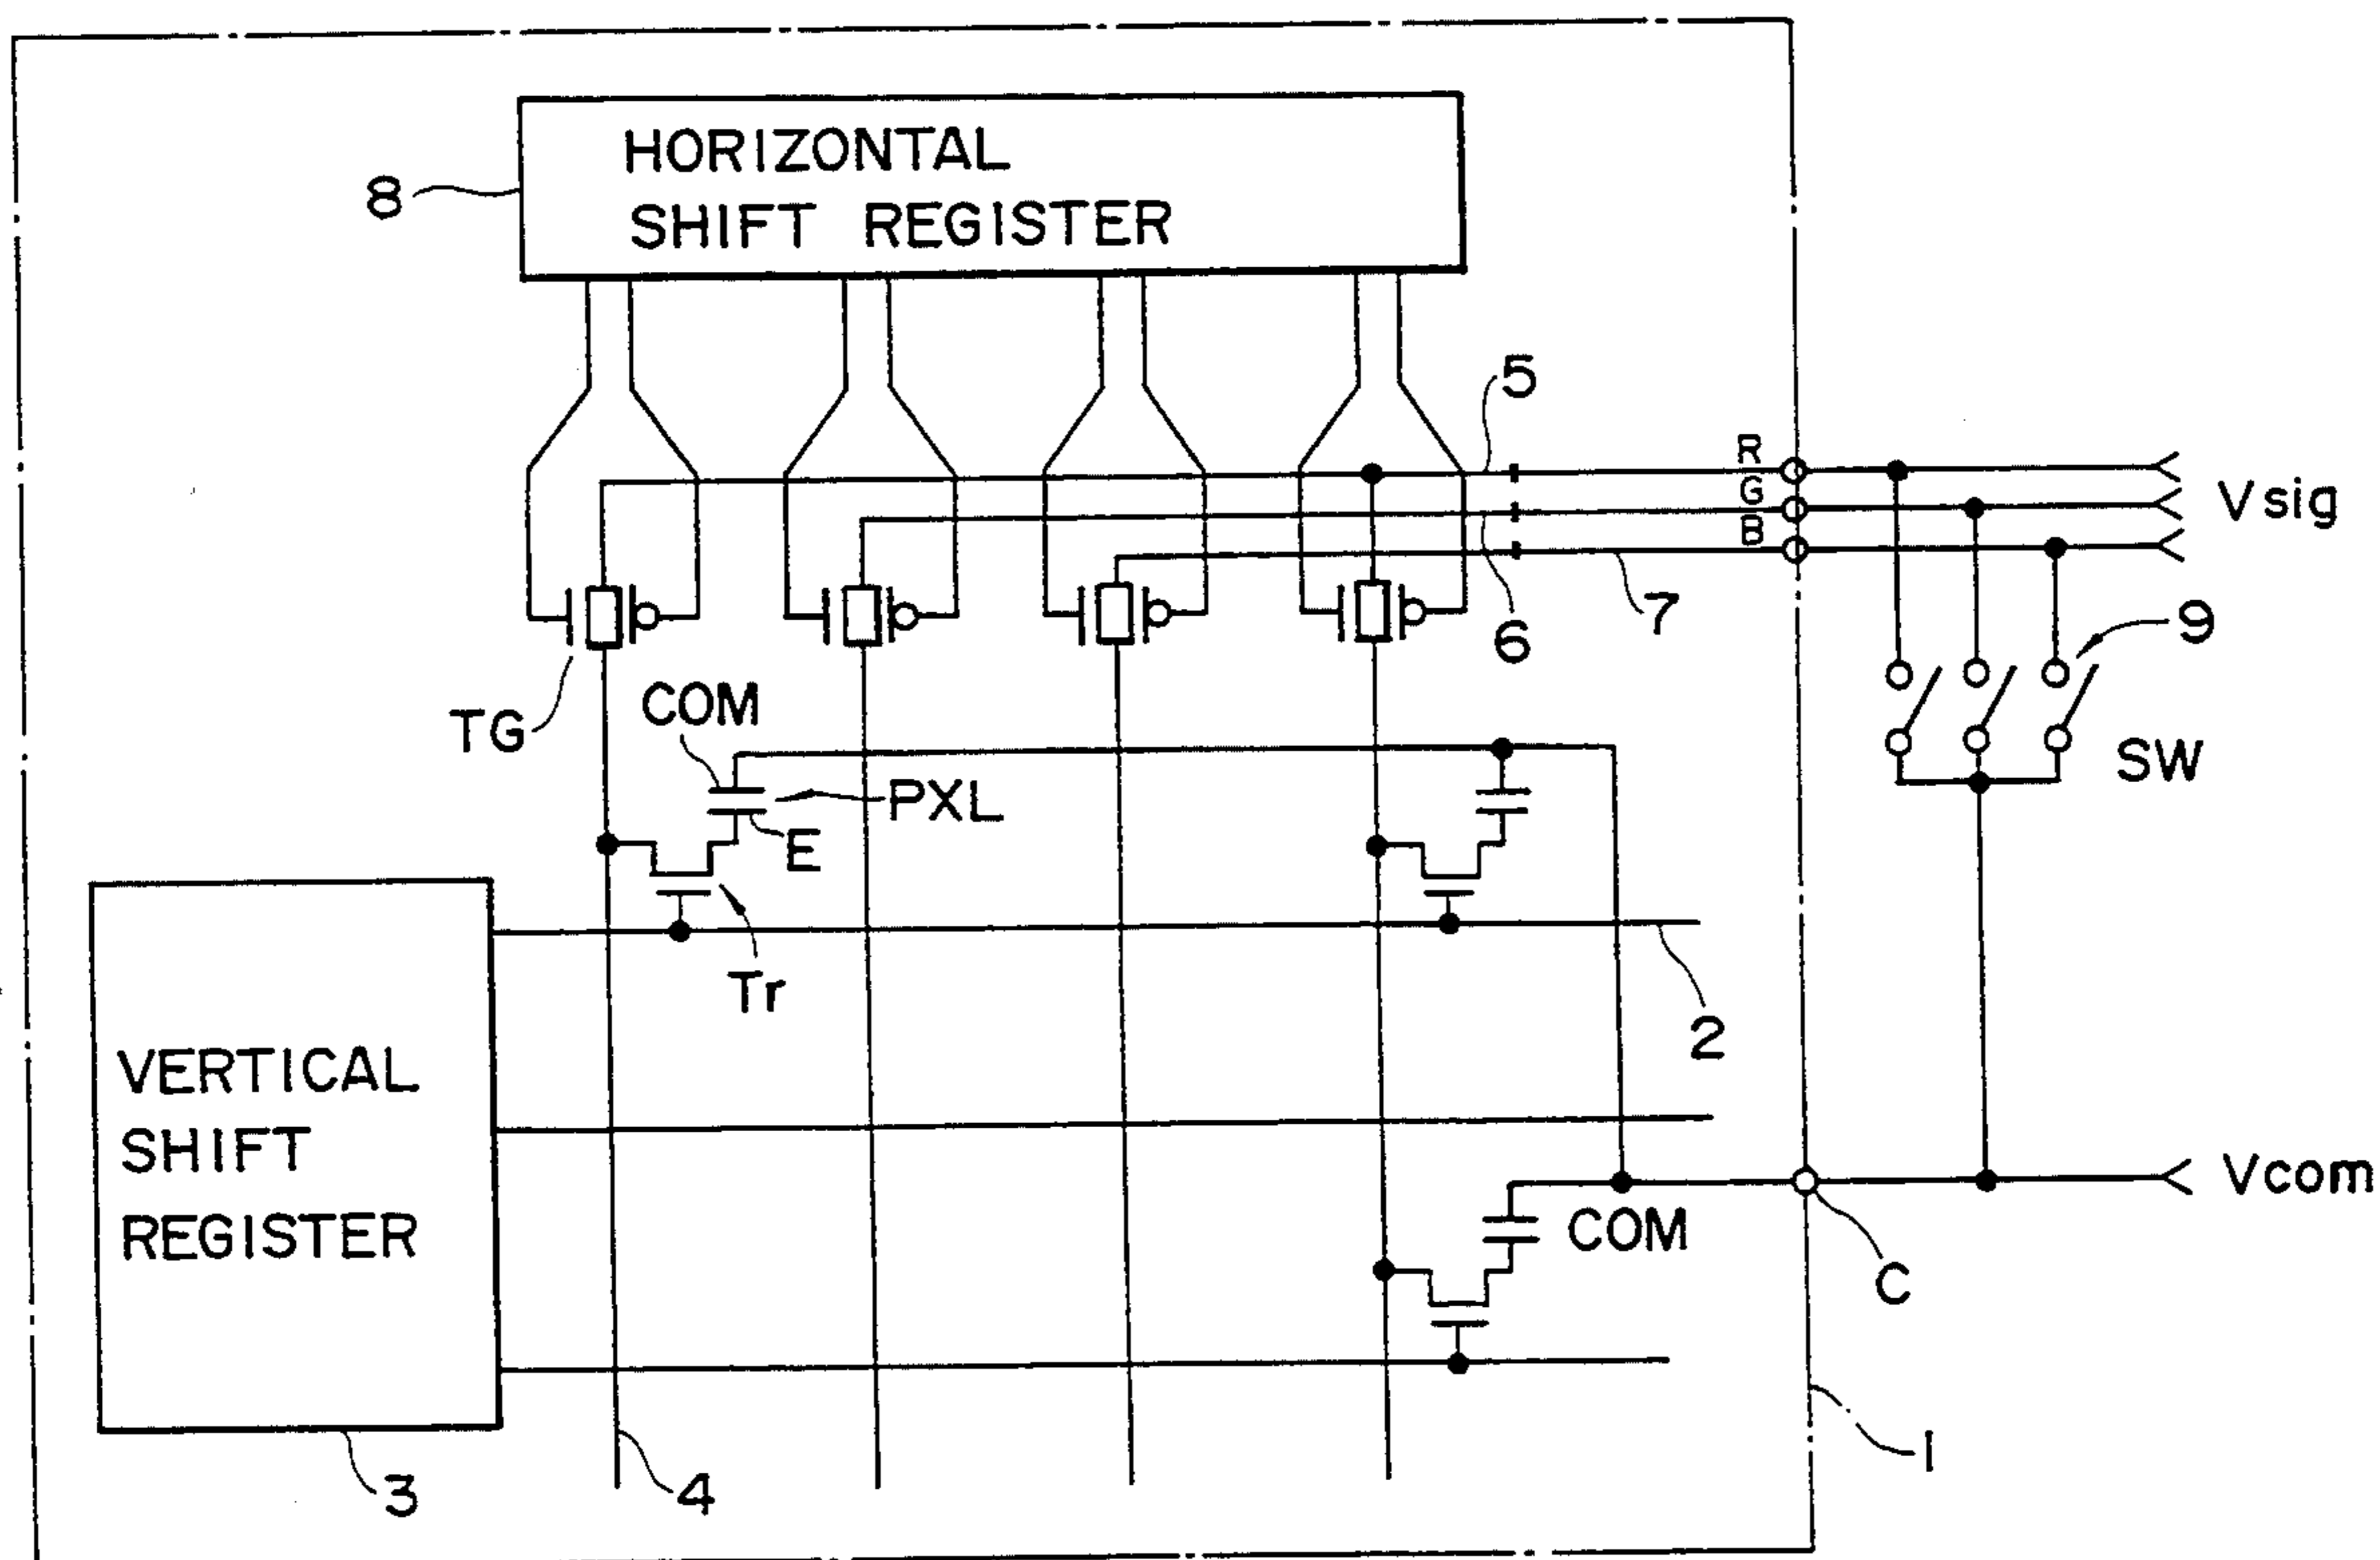 HORIZONTAL
SHIFT REGISTER
8
5
R
G
B
Vsig
6
7
9
TG
COM
PXL
E
SW
Tr
2
VERTICAL
SHIFT
REGISTER
Vcom
COM
C
1
3
4